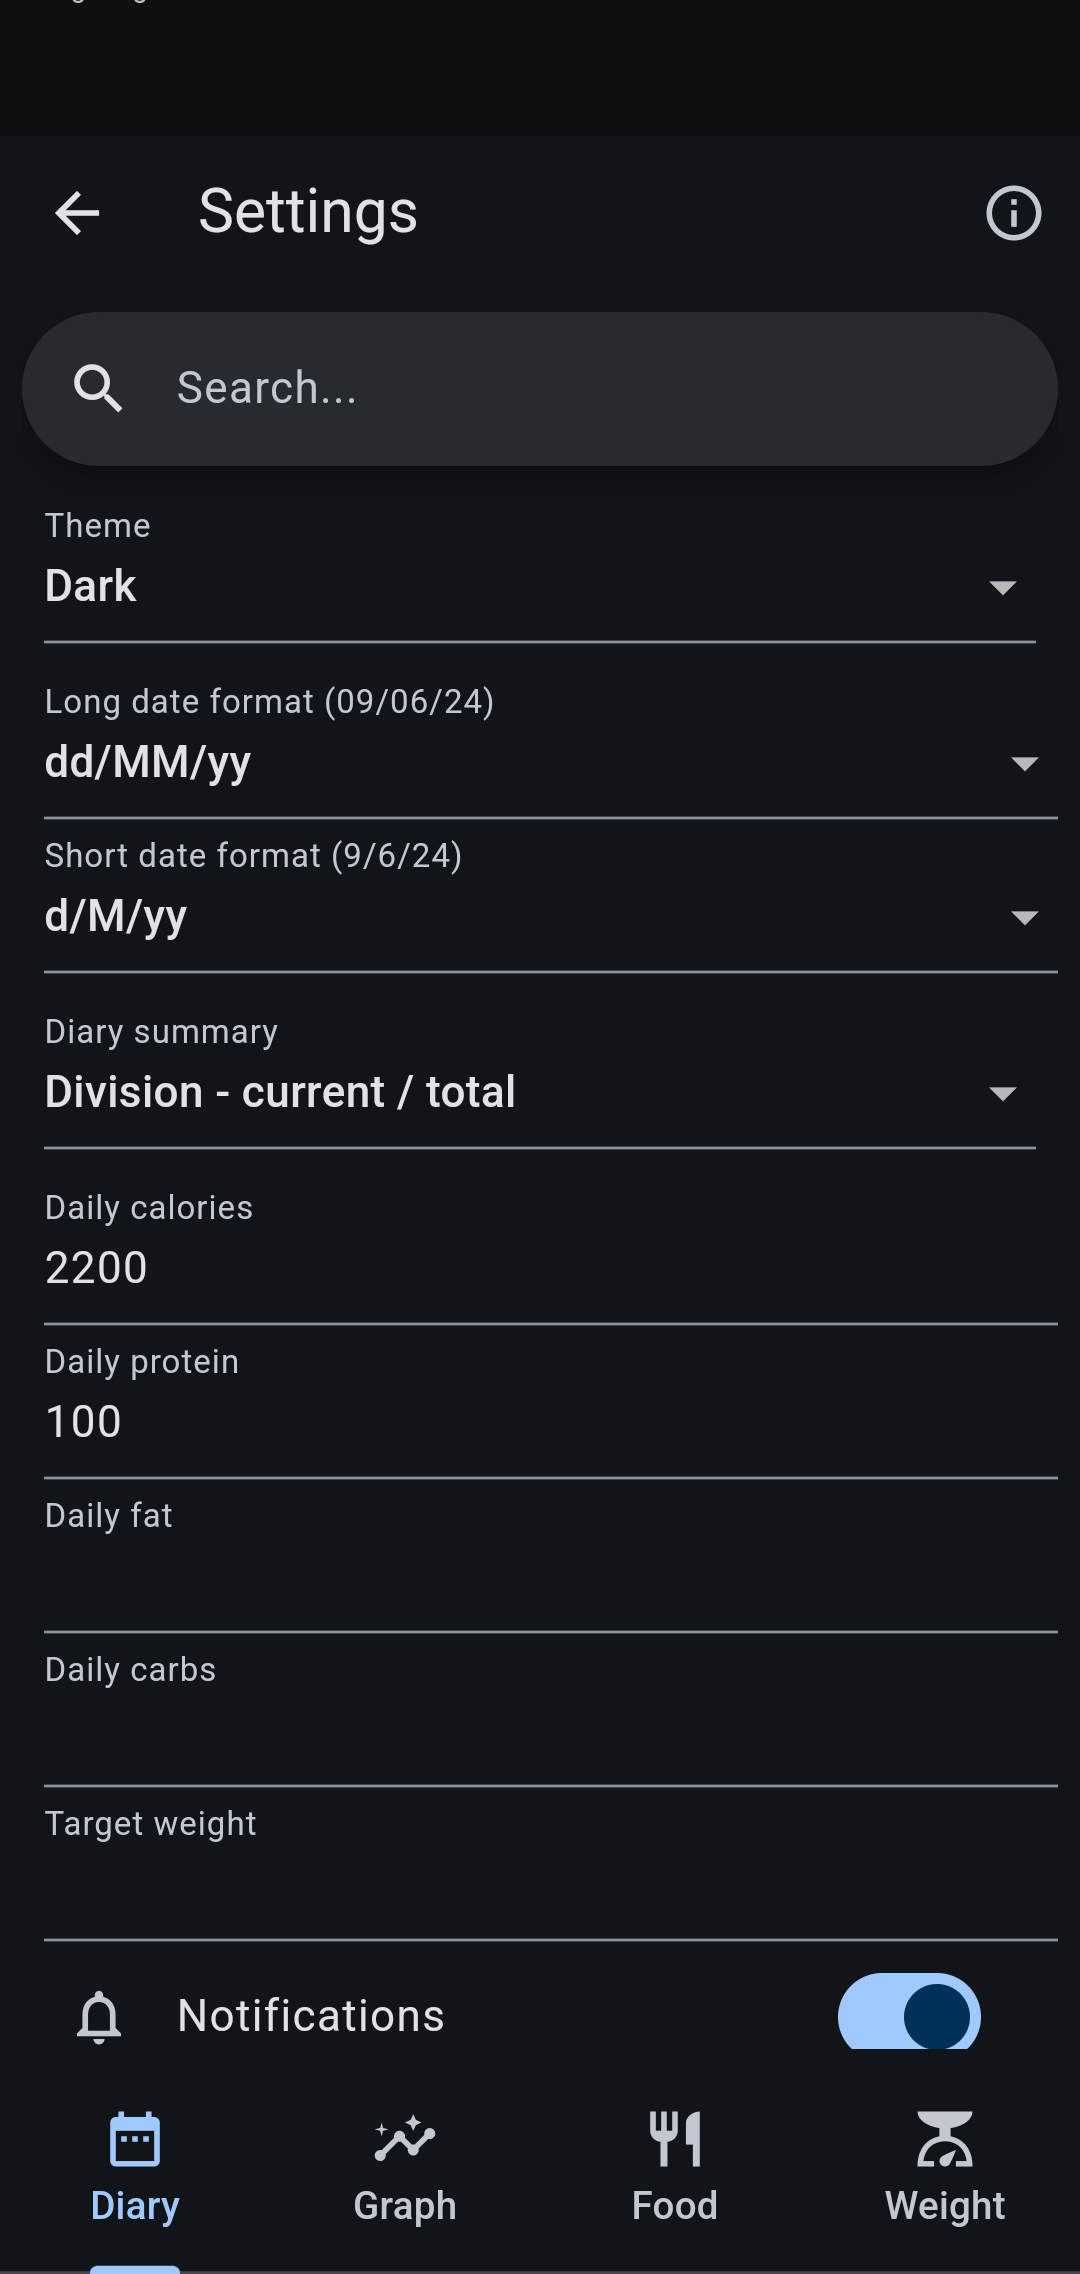 Settings
Search...
Theme
Dark
Long date format (09/06/24)
dd/MM/yy
Short date format (9/6/24)
d/M/yy
Diary summary
Division - current / total
Daily calories
2200
Daily protein
100
Daily fat
Daily carbs
Target weight
Notifications
Diary
Graph
Food
Weight